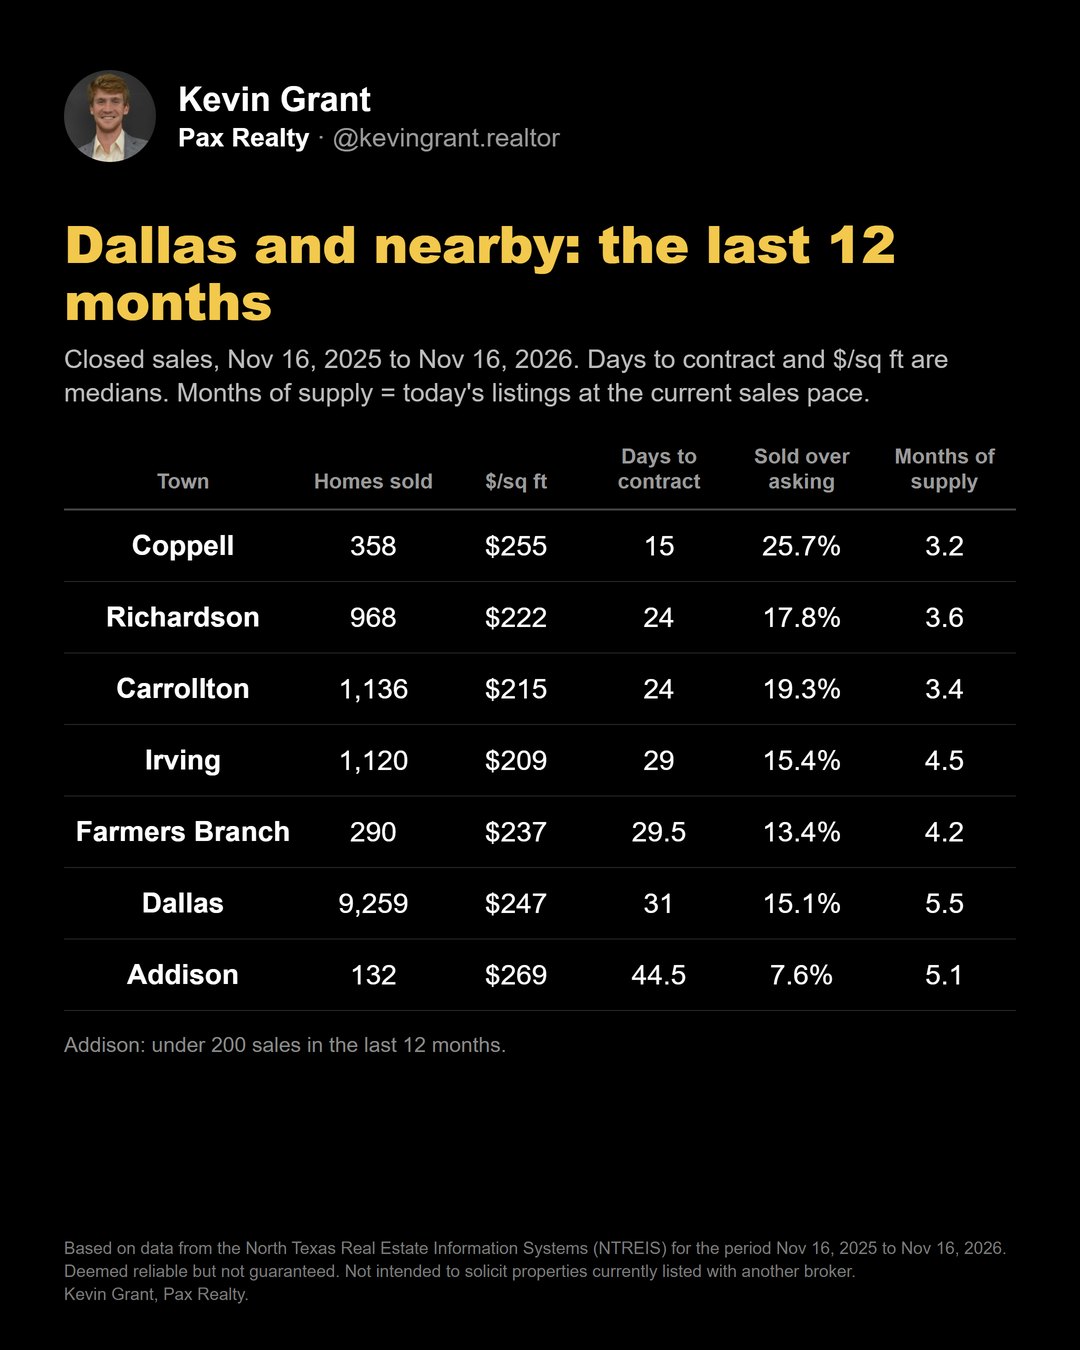 Kevin Grant
Pax Realty · @kevingrant.realtor
Dallas and nearby: the last 12
months
Closed sales, Nov 16, 2025 to Nov 16, 2026. Days to contract and $/sq ft are
medians. Months of supply = today's listings at the current sales pace.
Town Homes sold $/sq ft Days to contract Sold over asking Months of supply
Coppell 358 $255 15 25.7% 3.2
Richardson 968 $222 24 17.8% 3.6
Carrollton 1,136 $215 24 19.3% 3.4
Irving 1,120 $209 29 15.4% 4.5
Farmers Branch 290 $237 29.5 13.4% 4.2
Dallas 9,259 $247 31 15.1% 5.5
Addison 132 $269 44.5 7.6% 5.1
Addison: under 200 sales in the last 12 months.
Based on data from the North Texas Real Estate Information Systems (NTREIS) for the period Nov 16, 2025 to Nov 16, 2026.
Deemed reliable but not guaranteed. Not intended to solicit properties currently listed with another broker.
Kevin Grant, Pax Realty.